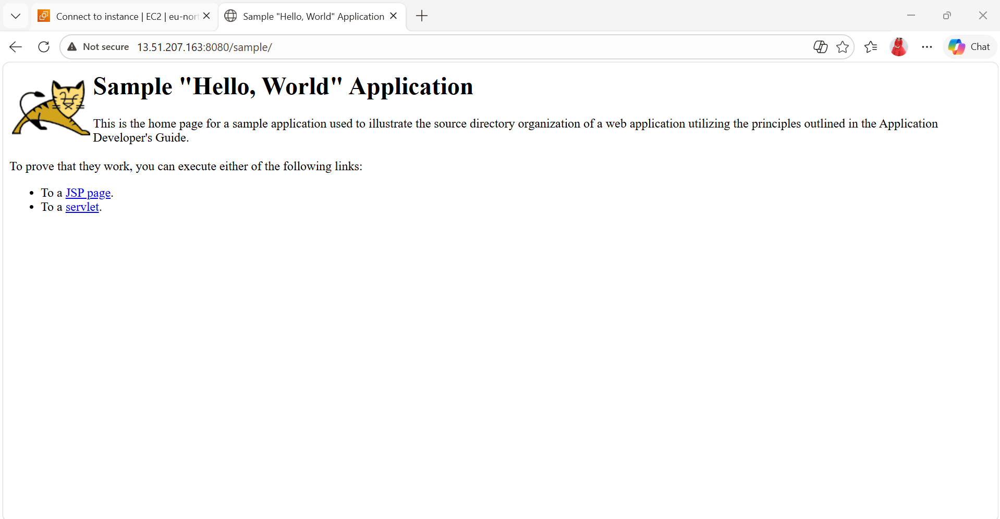 Connect to instance | EC2 | eu-nort
Sample "Hello, World" Application
Not secure 13.51.207.163:8080/sample/
Chat
Sample "Hello, World" Application
This is the home page for a sample application used to illustrate the source directory organization of a web application utilizing the principles outlined in the Application
Developer's Guide.
To prove that they work, you can execute either of the following links:
• To a JSP page.
• To a servlet.